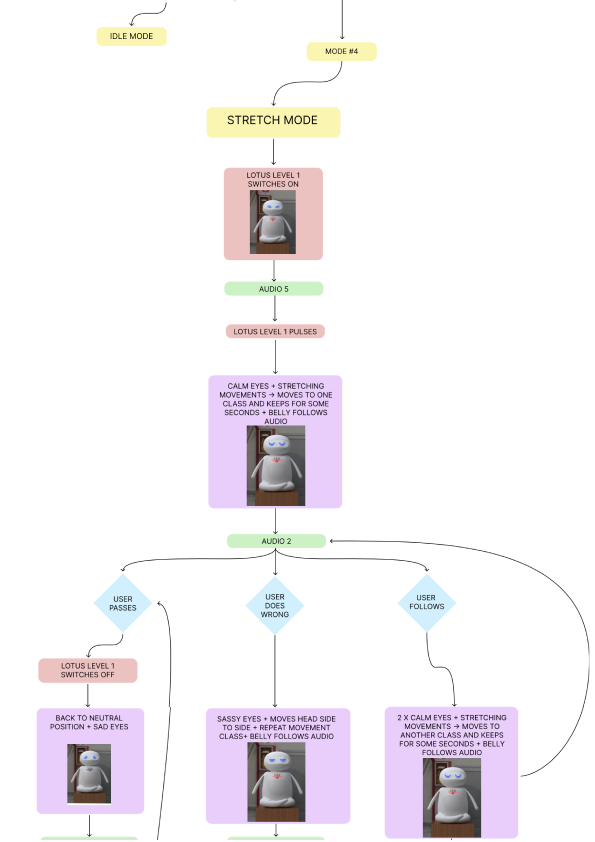 IDLE MODE
MODE #4
STRETCH MODE
LOTUS LEVEL 1
SWITCHES ON
AUDIO 5
LOTUS LEVEL 1 PULSES
CALM EYES + STRETCHING
MOVEMENTS → MOVES TO ONE
CLASS AND KEEPS FOR SOME
SECONDS + BELLY FOLLOWS
AUDIO
AUDIO 2
USER
PASSES
USER
DOES
WRONG
USER
FOLLOWS
LOTUS LEVEL 1
SWITCHES OFF
BACK TO NEUTRAL
POSITION + SAD EYES
SASSY EYES + MOVES HEAD SIDE
TO SIDE + REPEAT MOVEMENT
CLASS+ BELLY FOLLOWS AUDIO
2 X CALM EYES + STRETCHING
MOVEMENTS → MOVES TO
ANOTHER CLASS AND KEEPS
FOR SOME SECONDS + BELLY
FOLLOWS AUDIO